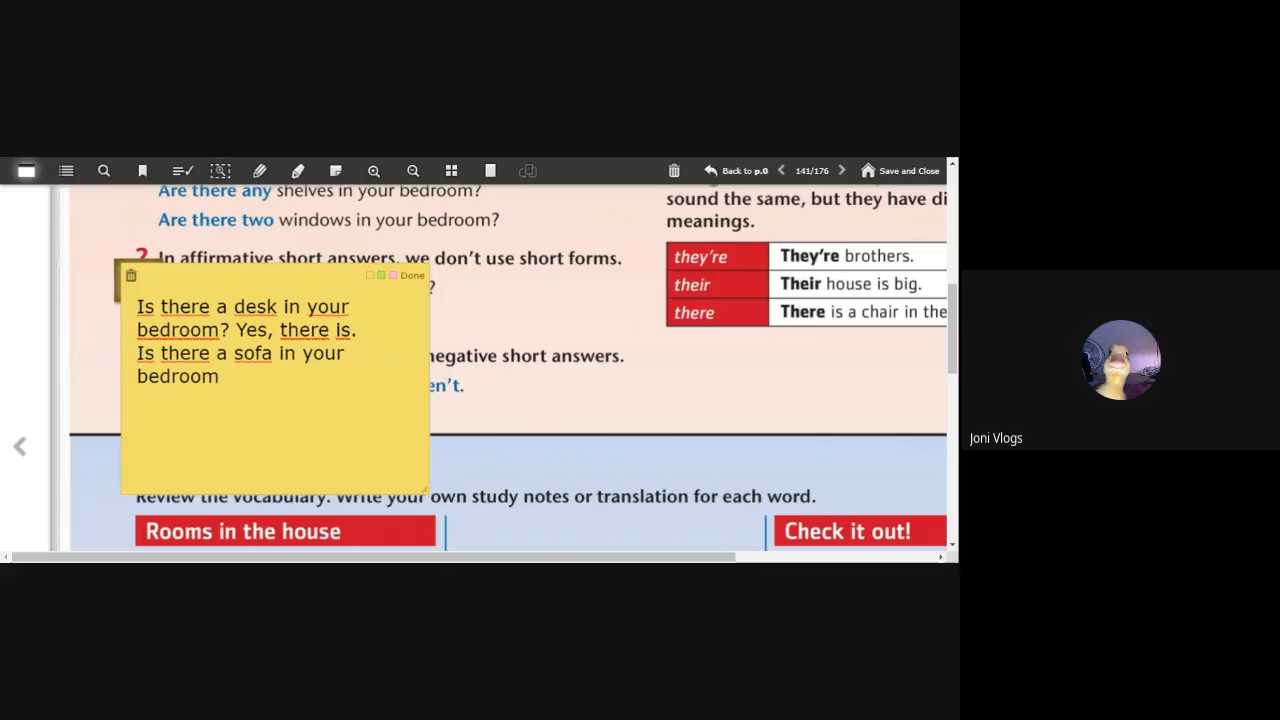 Back to p.0
141/176
Save and Close
Are there any shelves in your bedroom?
Are there two windows in your bedroom?
2 In affirmative short answers, we don't use short forms.
?
negative short answers.
en't.
Done
Is there a desk in your
bedroom? Yes, there is.
Is there a sofa in your
bedroom
sound the same, but they have di
meanings.
they're They're brothers.
their Their house is big.
there There is a chair in the
Review the vocabulary. Write your own study notes or translation for each word.
Rooms in the house
Check it out!
Joni Vlogs